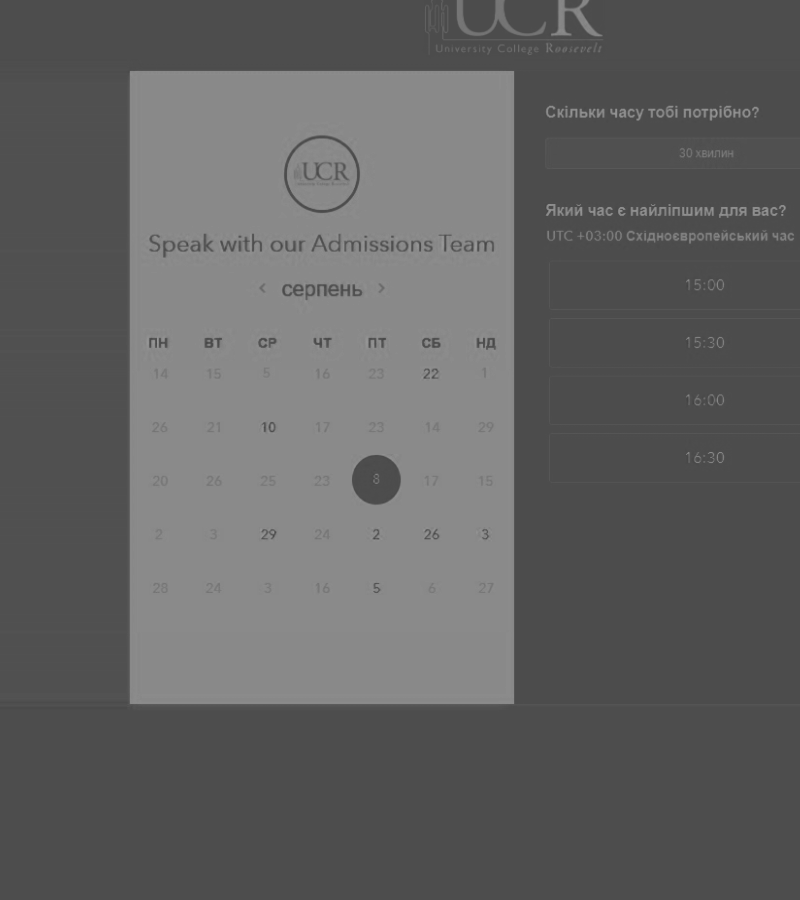 UCR
University College Roosevelt
UCR
Speak with our Admissions Team
< серпень >
ПН ВТ СР ЧТ ПТ СБ НД
14 15 5 16 23 22 1
26 21 10 17 23 14 29
20 26 25 23 8 17 15
2 3 29 24 2 26 3
28 24 3 16 5 6 27
Скільки часу тобі потрібно?
30 хвилин
Який час є найліпшим для вас?
UTC +03:00 Східноєвропейський час
15:00
15:30
16:00
16:30